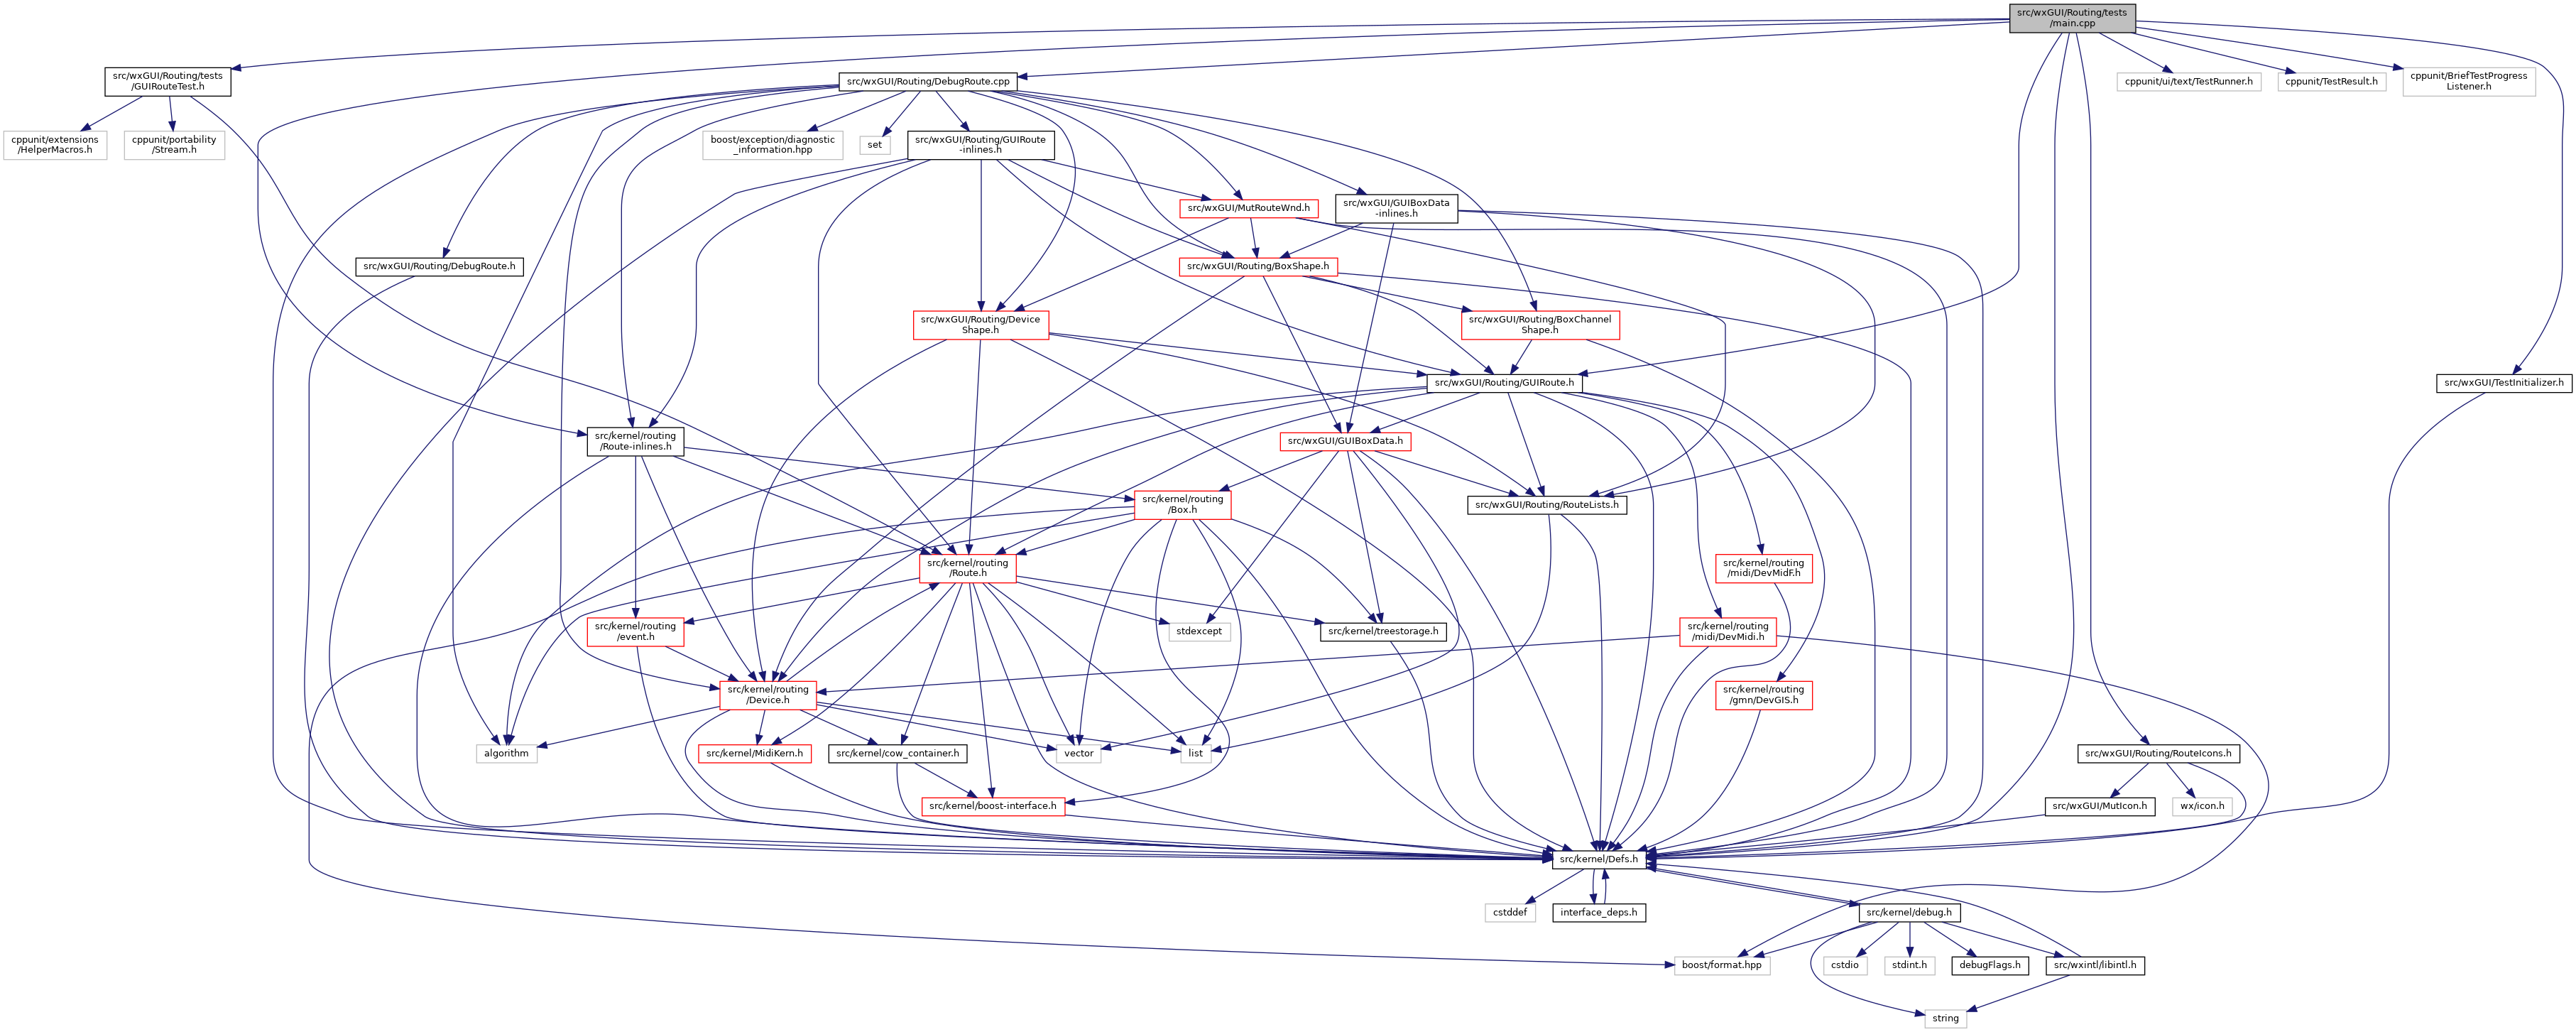 src/wxGUI/Routing/tests
/main.cpp
src/wxGUI/Routing/tests
/GUIRouteTest.h
src/wxGUI/Routing/DebugRoute.cpp
cppunit/ui/text/TestRunner.h
cppunit/TestResult.h
cppunit/BriefTestProgress
Listener.h
cppunit/extensions
/HelperMacros.h
cppunit/portability
/Stream.h
boost/exception/diagnostic
_information.hpp
set
src/wxGUI/Routing/GUIRoute
-inlines.h
src/wxGUI/MutRouteWnd.h
src/wxGUI/GUIBoxData
-inlines.h
src/wxGUI/Routing/DebugRoute.h
src/wxGUI/Routing/BoxShape.h
src/wxGUI/Routing/Device
Shape.h
src/wxGUI/Routing/BoxChannel
Shape.h
src/wxGUI/Routing/GUIRoute.h
src/wxGUI/TestInitializer.h
src/kernel/routing
/Route-inlines.h
src/wxGUI/GUIBoxData.h
src/kernel/routing
/Box.h
src/wxGUI/Routing/RouteLists.h
src/kernel/routing
/Route.h
src/kernel/routing
/midi/DevMidF.h
src/kernel/routing
/event.h
stdexcept
src/kernel/treestorage.h
src/kernel/routing
/midi/DevMidi.h
src/kernel/routing
/Device.h
src/kernel/routing
/gmn/DevGIS.h
algorithm
src/kernel/MidiKern.h
src/kernel/cow_container.h
vector
list
src/wxGUI/Routing/RouteIcons.h
src/kernel/boost-interface.h
src/wxGUI/MutIcon.h
wx/icon.h
src/kernel/Defs.h
cstddef
interface_deps.h
src/kernel/debug.h
boost/format.hpp
cstdio
stdint.h
debugFlags.h
src/wxintl/libintl.h
string